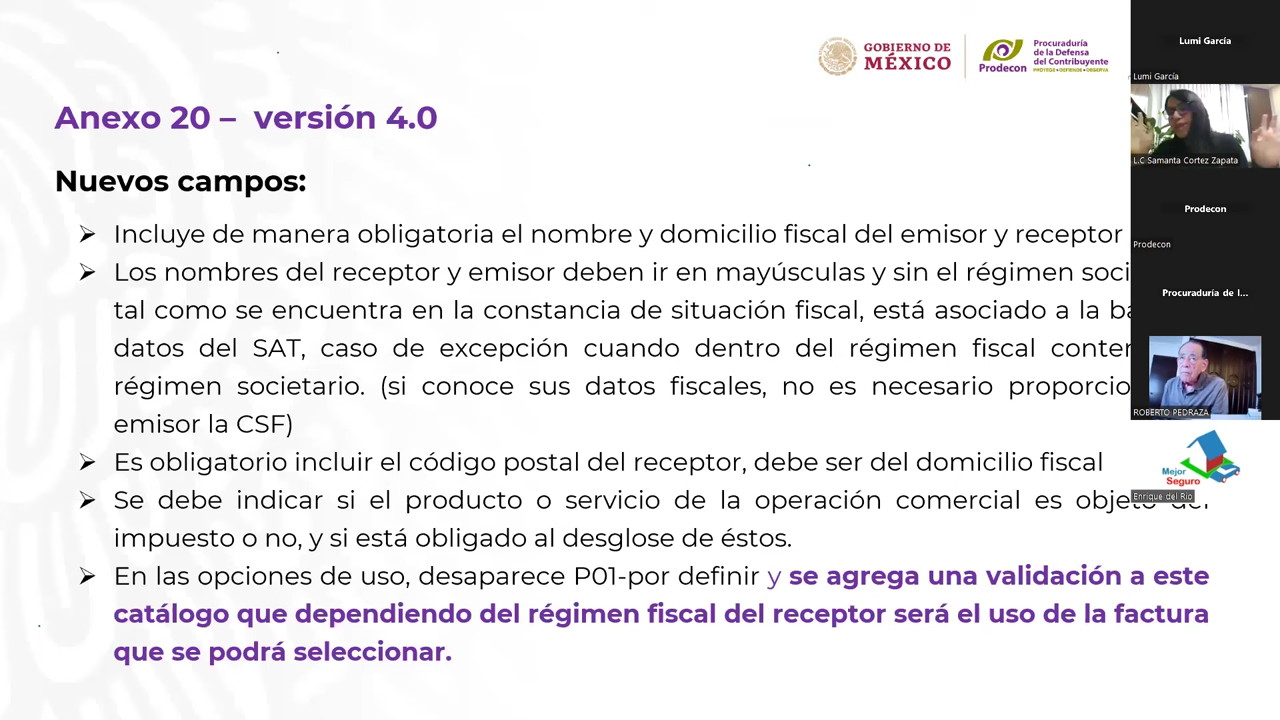 GOBIERNO DE
MÉXICO
Prodecon
Procuraduría
de la Defensa
del Contribuyente
PROTEGE • DEFIENDE • OBSERVA
Anexo 20 – versión 4.0
Nuevos campos:
Incluye de manera obligatoria el nombre y domicilio fiscal del emisor y receptor
Los nombres del receptor y emisor deben ir en mayúsculas y sin el régimen
tal como se encuentra en la constancia de situación fiscal, está asociado a la
datos del SAT, caso de excepción cuando dentro del régimen fiscal
régimen societario. (si conoce sus datos fiscales, no es necesario
emisor la CSF)
Es obligatorio incluir el código postal del receptor, debe ser del domicilio fiscal
Se debe indicar si el producto o servicio de la operación comercial es objeto del
impuesto o no, y si está obligado al desglose de éstos.
En las opciones de uso, desaparece P01-por definir y se agrega una validación a este
catálogo que dependiendo del régimen fiscal del receptor será el uso de la factura
que se podrá seleccionar.
Lumi García
Lumi García
L.C Samanta Cortez Zapata
Prodecon
Prodecon
Procuraduría de l...
ROBERTO PEDRAZA
Mejor
Seguro
Enrique del Río